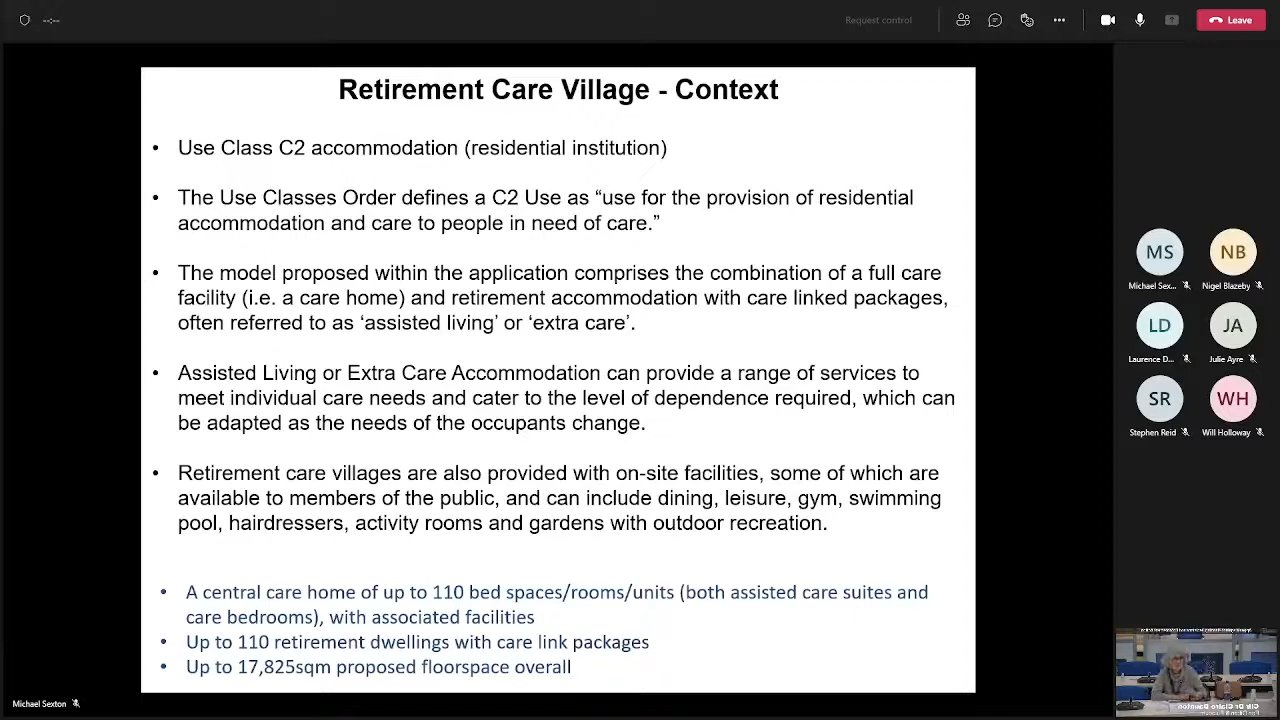 --:--
Request control
Leave
Retirement Care Village - Context
• Use Class C2 accommodation (residential institution)
• The Use Classes Order defines a C2 Use as “use for the provision of residential
accommodation and care to people in need of care.”
• The model proposed within the application comprises the combination of a full care
facility (i.e. a care home) and retirement accommodation with care linked packages,
often referred to as ‘assisted living’ or ‘extra care’.
• Assisted Living or Extra Care Accommodation can provide a range of services to
meet individual care needs and cater to the level of dependence required, which can
be adapted as the needs of the occupants change.
• Retirement care villages are also provided with on-site facilities, some of which are
available to members of the public, and can include dining, leisure, gym, swimming
pool, hairdressers, activity rooms and gardens with outdoor recreation.
• A central care home of up to 110 bed spaces/rooms/units (both assisted care suites and
care bedrooms), with associated facilities
• Up to 110 retirement dwellings with care link packages
• Up to 17,825sqm proposed floorspace overall
MS
NB
Michael Sex...
Nigel Blazeby
LD
JA
Laurence D...
Julie Ayre
SR
WH
Stephen Reid
Will Holloway
Michael Sexton
Cllr Dr Claire Daunton